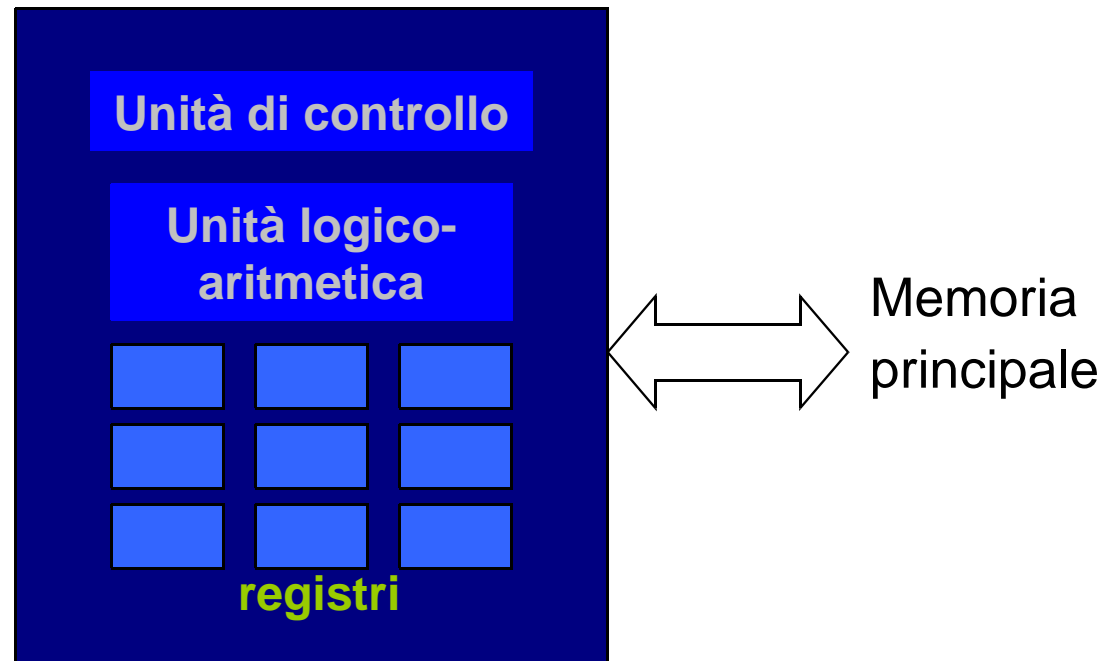 Unità di controllo
Unità logico-
aritmetica
registri
Memoria
principale